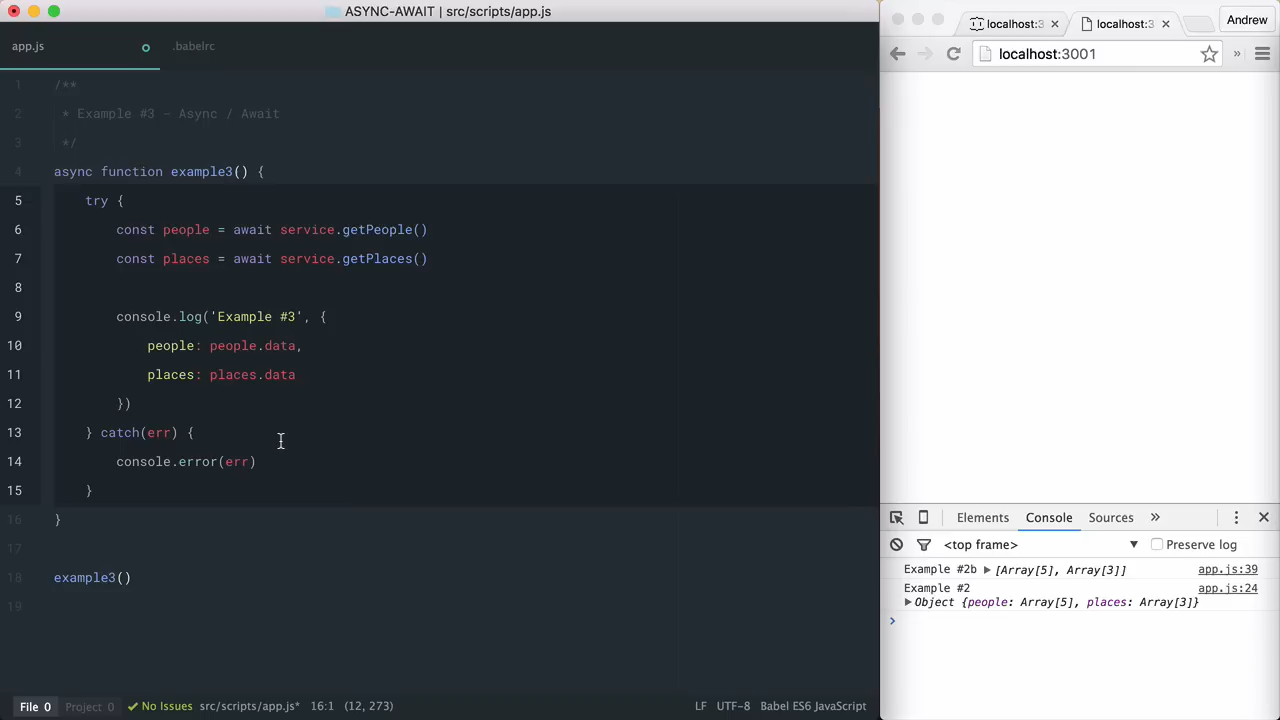 ASYNC-AWAIT | src/scripts/app.js
app.js
.babelrc
1 /**
2 * Example #3 – Async / Await
3 */
4 async function example3() {
5 try {
6 const people = await service.getPeople()
7 const places = await service.getPlaces()
8
9 console.log('Example #3', {
10 people: people.data,
11 places: places.data
12 })
13 } catch(err) {
14 console.error(err)
15 }
16 }
17
18 example3()
19
File 0 Project 0 No Issues src/scripts/app.js* 16:1 (12, 273) LF UTF-8 Babel ES6 JavaScript
localhost:3 localhost:3 Andrew
localhost:3001
Elements Console Sources »
<top frame> Preserve log
Example #2b [Array[5], Array[3]] app.js:39
Example #2 app.js:24
Object {people: Array[5], places: Array[3]}